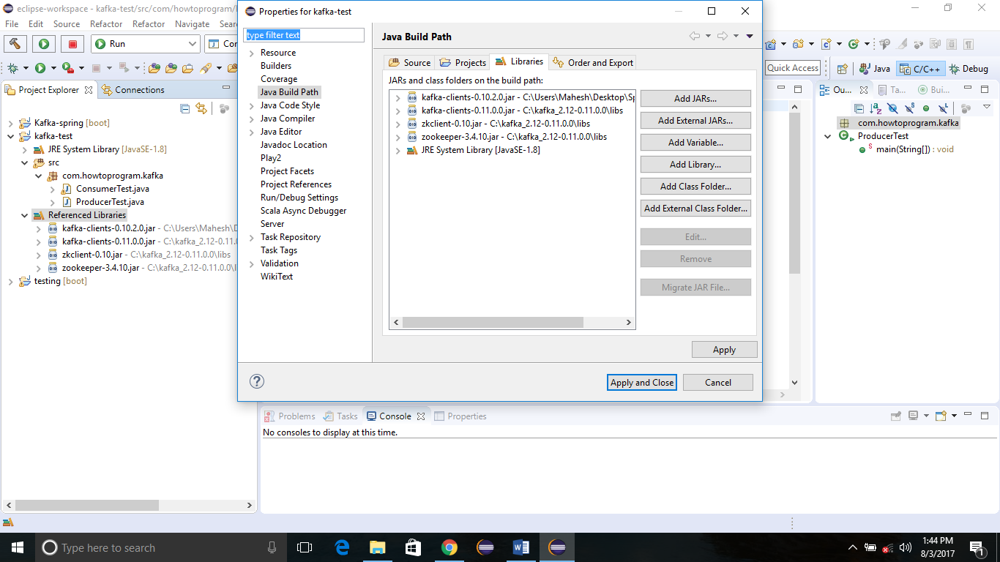 eclipse-workspace - kafka-test/src/com/howtoprogram/
File Edit Source Refactor Refactor Navigate Sear
Run
Con
Project Explorer
Connections
Kafka-spring [boot]
kafka-test
JRE System Library [JavaSE-1.8]
src
com.howtoprogram.kafka
ConsumerTest.java
ProducerTest.java
Referenced Libraries
kafka-clients-0.10.2.0.jar - C:\Users\Mahesh\D
kafka-clients-0.11.0.0.jar - C:\kafka_2.12-0.11.
zkclient-0.10.jar - C:\kafka_2.12-0.11.0.0\libs
zookeeper-3.4.10.jar - C:\kafka_2.12-0.11.0.0\l
testing [boot]
Properties for kafka-test
type filter text
Resource
Builders
Coverage
Java Build Path
Java Code Style
Java Compiler
Java Editor
Javadoc Location
Play2
Project Facets
Project References
Run/Debug Settings
Scala Async Debugger
Server
Task Repository
Task Tags
Validation
WikiText
Java Build Path
Source Projects Libraries Order and Export
JARs and class folders on the build path:
kafka-clients-0.10.2.0.jar - C:\Users\Mahesh\Desktop\Sp
kafka-clients-0.11.0.0.jar - C:\kafka_2.12-0.11.0.0\libs
zkclient-0.10.jar - C:\kafka_2.12-0.11.0.0\libs
zookeeper-3.4.10.jar - C:\kafka_2.12-0.11.0.0\libs
JRE System Library [JavaSE-1.8]
Add JARs...
Add External JARs...
Add Variable...
Add Library...
Add Class Folder...
Add External Class Folder...
Edit...
Remove
Migrate JAR File...
Apply
Apply and Close
Cancel
Quick Access
Java
C/C++
Debug
Ou...
Ta...
Bui...
com.howtoprogram.kafka
ProducerTest
main(String[]) : void
Problems Tasks Console Properties
No consoles to display at this time.
Type here to search
1:44 PM
8/3/2017
1